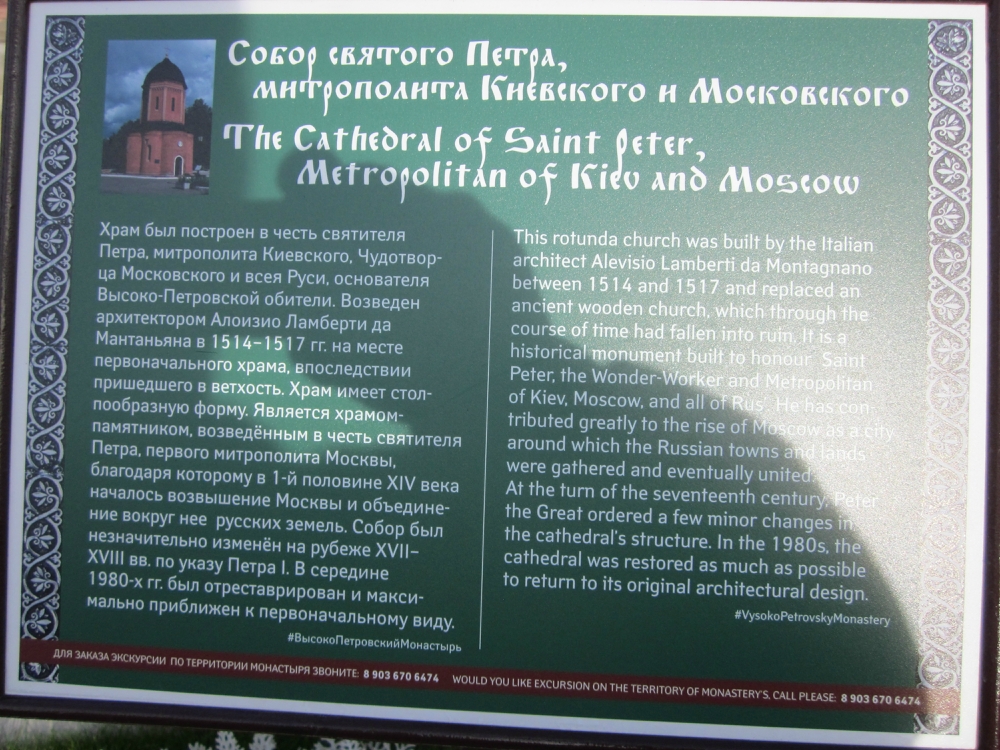 Собор святого Петра,
митрополита Киевского и Московского
The Cathedral of Saint Peter,
Metropolitan of Kiev and Moscow
Храм был построен в честь святителя
Петра, митрополита Киевского, Чудотвор-
ца Московского и всея Руси, основателя
Высоко-Петровской обители. Возведен
архитектором Алоизио Ламберти да
Мантаньяна в 1514–1517 гг. на месте
первоначального храма, впоследствии
пришедшего в ветхость. Храм имеет стол-
пообразную форму. Является храмом-
памятником, возведённым в честь святителя
Петра, первого митрополита Москвы,
благодаря которому в 1-й половине XIV века
началось возвышение Москвы и объедине-
ние вокруг нее русских земель. Собор был
незначительно изменён на рубеже XVII–
XVIII вв. по указу Петра I. В середине
1980-х гг. был отреставрирован и макси-
мально приближен к первоначальному виду.
#ВысокоПетровскийМонастырь
This rotunda church was built by the Italian
architect Alevisio Lamberti da Montagnano
between 1514 and 1517 and replaced an
ancient wooden church, which through the
course of time had fallen into ruin. It is a
historical monument built to honour Saint
Peter, the Wonder-Worker and Metropolitan
of Kiev, Moscow, and all of Rus'. He has con-
tributed greatly to the rise of Moscow as a city
around which the Russian towns and lands
were gathered and eventually united.
At the turn of the seventeenth century, Peter
the Great ordered a few minor changes in
the cathedral's structure. In the 1980s, the
cathedral was restored as much as possible
to return to its original architectural design.
#VysokoPetrovskyMonastery
ДЛЯ ЗАКАЗА ЭКСКУРСИИ ПО ТЕРРИТОРИИ МОНАСТЫРЯ ЗВОНИТЕ: 8 903 670 6474 WOULD YOU LIKE EXCURSION ON THE TERRITORY OF MONASTERY'S, CALL PLEASE: 8 903 670 6474